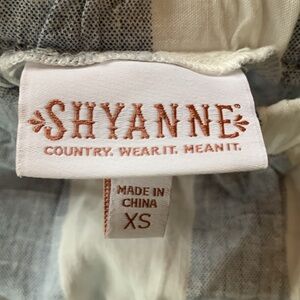 SHYANNE®
COUNTRY. WEAR IT. MEAN IT.
MADE IN
CHINA
XS